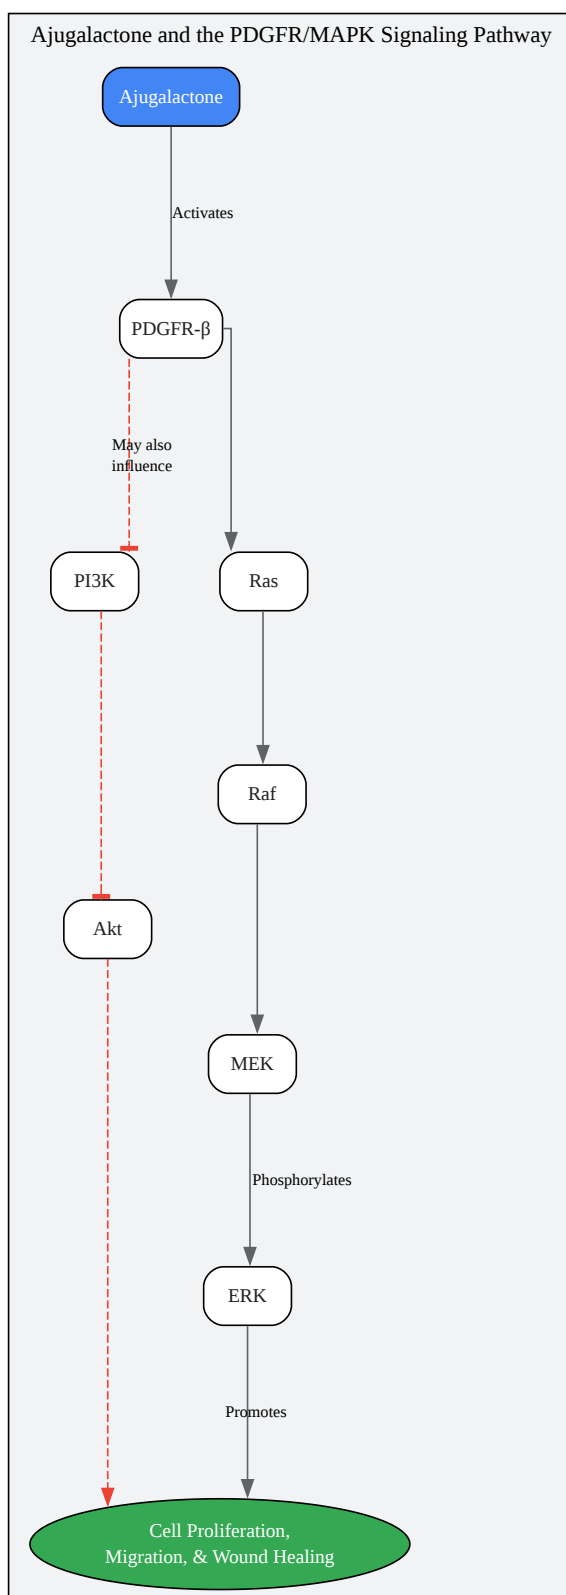 Ajugalactone and the PDGFR/MAPK Signaling Pathway
Ajugalactone
Activates
PDGFR-β
May also
influence
PI3K
Ras
Raf
Akt
MEK
Phosphorylates
ERK
Promotes
Cell Proliferation,
Migration, & Wound Healing